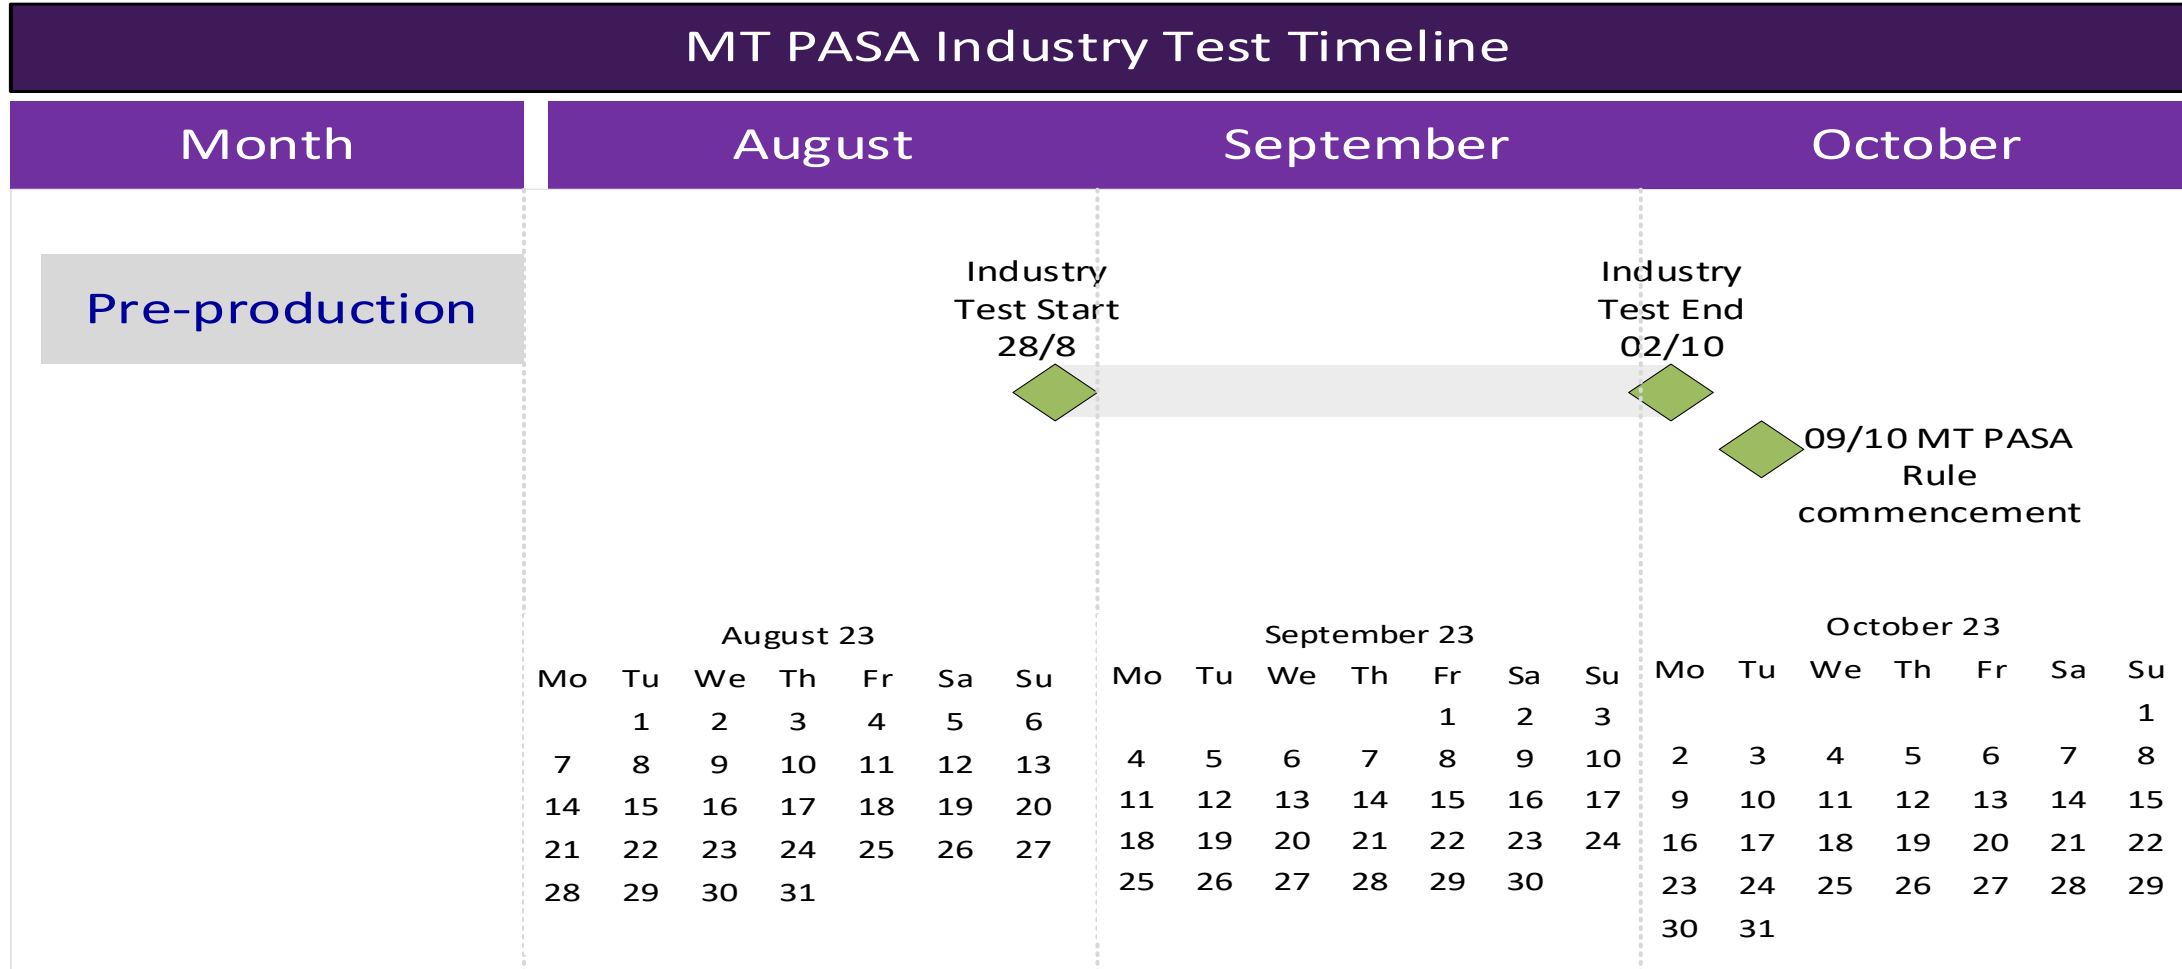 MT PASA Industry Test Timeline
Month August September October
Pre-production
Industry
Test Start
28/8
Industry
Test End
02/10
09/10 MT PASA
Rule
commencement
August 23
Mo Tu We Th Fr Sa Su
1 2 3 4 5 6
7 8 9 10 11 12 13
14 15 16 17 18 19 20
21 22 23 24 25 26 27
28 29 30 31
September 23
Mo Tu We Th Fr Sa Su
1 2 3
4 5 6 7 8 9 10
11 12 13 14 15 16 17
18 19 20 21 22 23 24
25 26 27 28 29 30
October 23
Mo Tu We Th Fr Sa Su
1
2 3 4 5 6 7 8
9 10 11 12 13 14 15
16 17 18 19 20 21 22
23 24 25 26 27 28 29
30 31